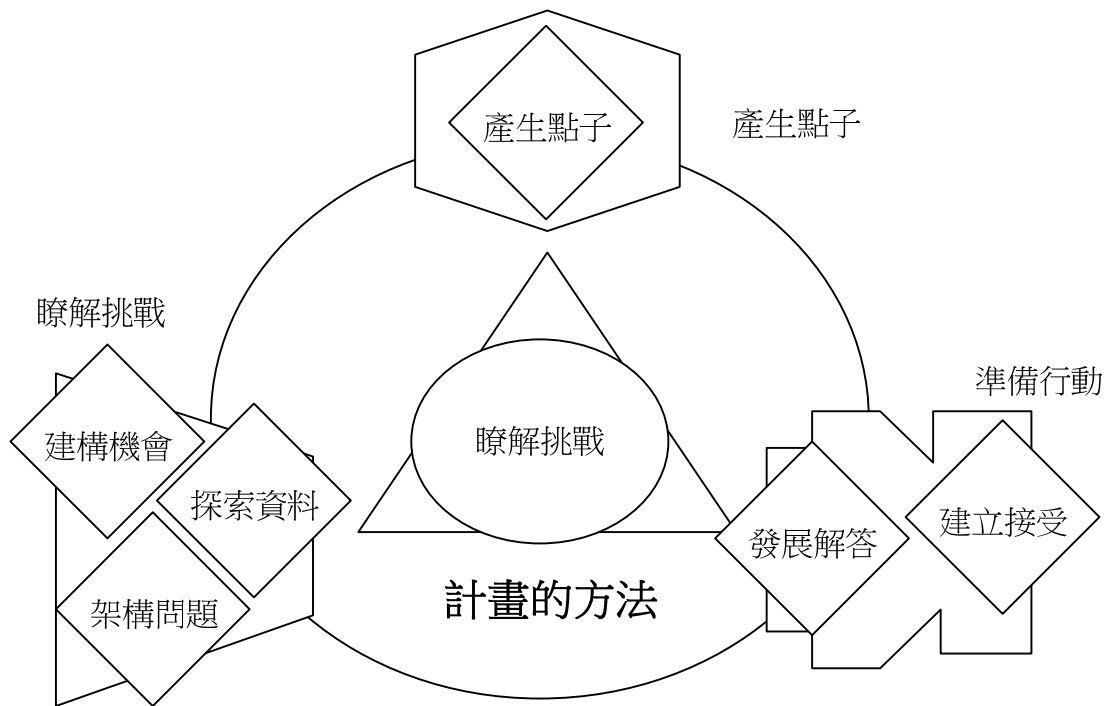 產生點子
產生點子
瞭解挑戰
準備行動
建構機會
瞭解挑戰
探索資料
建立接受
發展解答
計畫的方法
架構問題